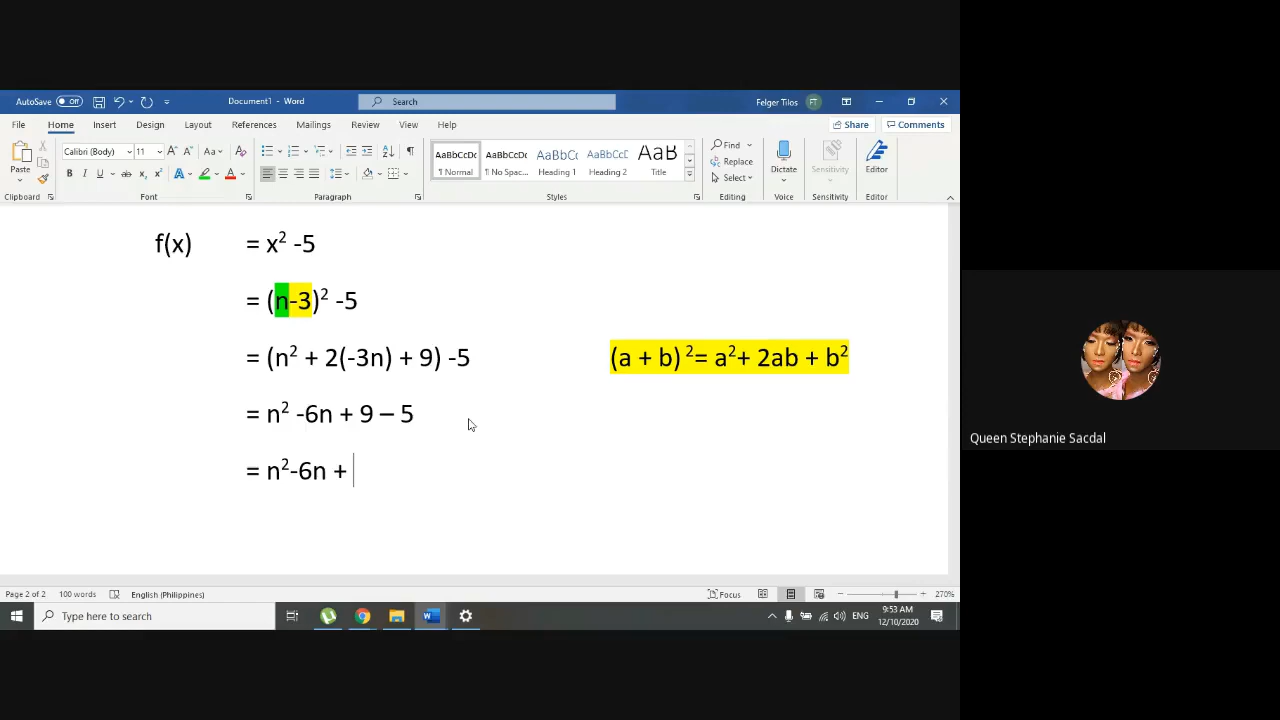 AutoSave Off Document1 - Word Search Felger Tilos FT
File Home Insert Design Layout References Mailings Review View Help Share Comments
Paste Calibri (Body) 11 AaBbCcDc AaBbCcDc AaBbCc AaBbCcC AaB Find Dictate Sensitivity Editor
¶ Normal ¶ No Spac... Heading 1 Heading 2 Title Replace
Select
Clipboard Font Paragraph Styles Editing Voice Sensitivity Editor
f(x) = x² -5
= (n-3)² -5
= (n² + 2(-3n) + 9) -5 (a + b) ²= a²+ 2ab + b²
= n² -6n + 9 – 5
= n²-6n +
Queen Stephanie Sacdal
Page 2 of 2 100 words English (Philippines) Focus 270%
Type here to search ENG 9:53 AM
12/10/2020